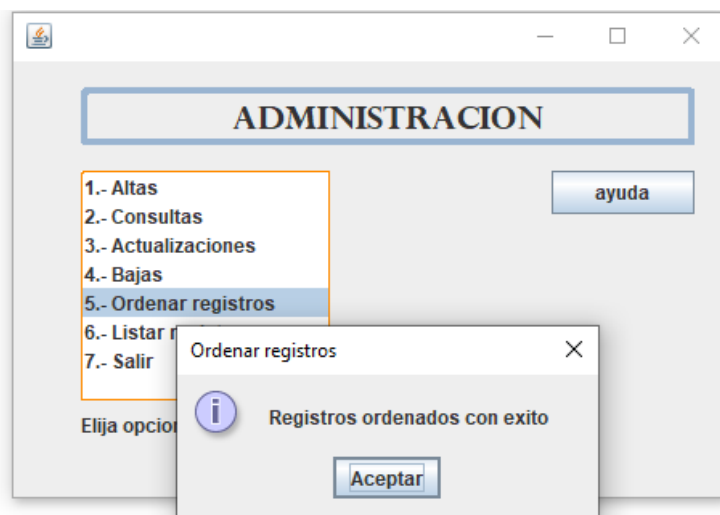 ADMINISTRACION
1.- Altas
ayuda
2.- Consultas
3.- Actualizaciones
4.- Bajas
5.- Ordenar registros
6.- Listar
7.- Salir
Elija
Ordenar registros
Registros ordenados con exito
Aceptar